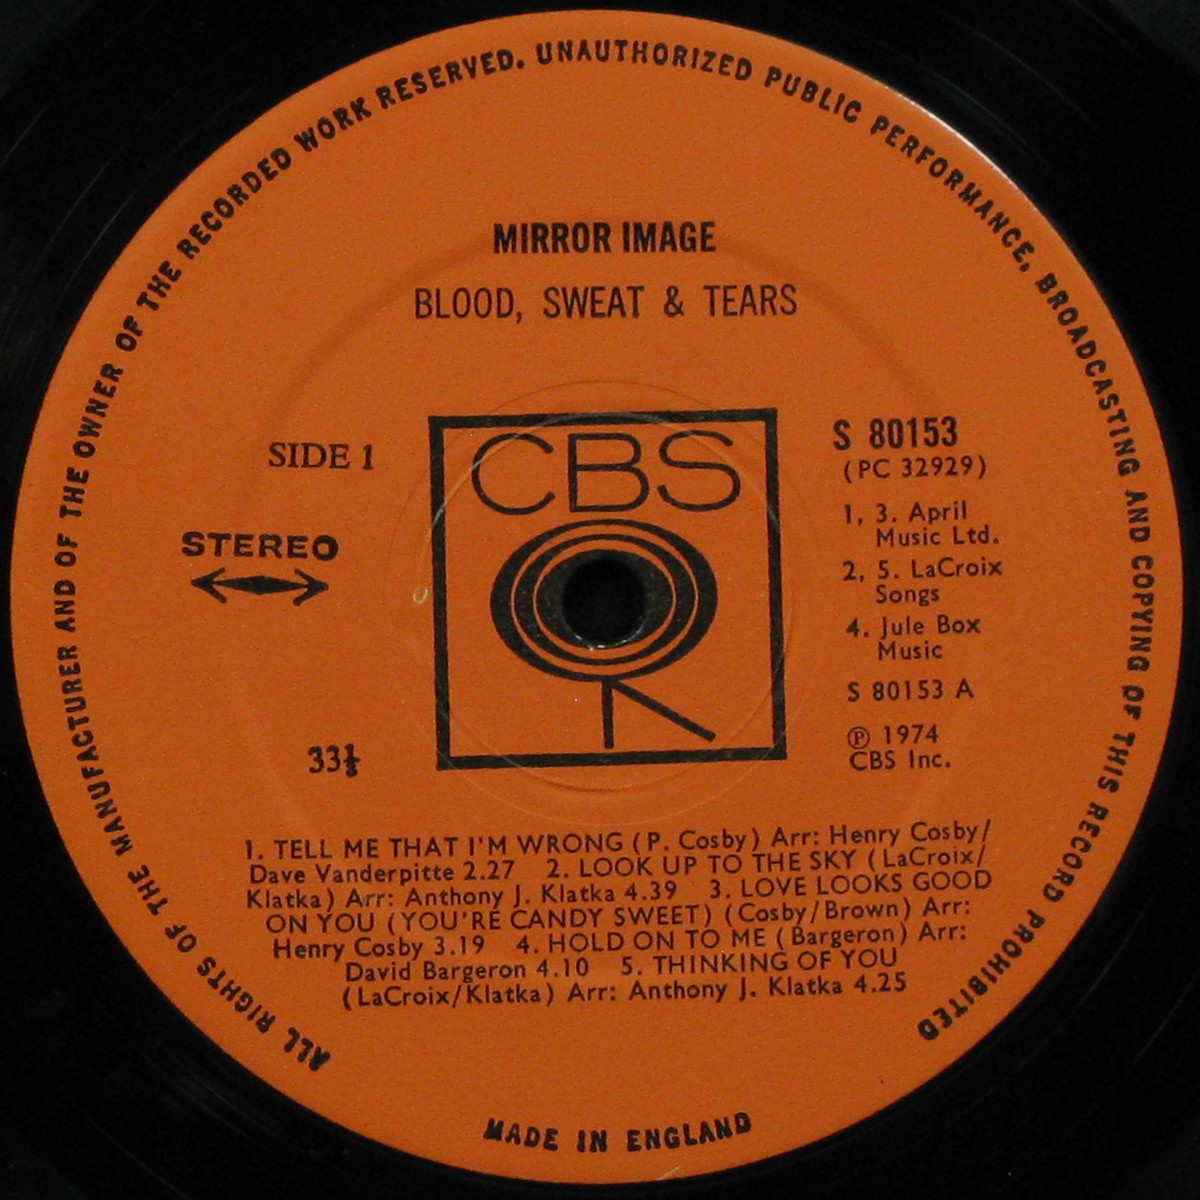 ALL RIGHTS OF THE MANUFACTURER AND OF THE OWNER OF THE RECORDED WORK RESERVED. UNAUTHORIZED PUBLIC PERFORMANCE, BROADCASTING AND COPYING OF THIS RECORD PROHIBITED
MIRROR IMAGE
BLOOD, SWEAT & TEARS
CBS
SIDE 1
STEREO
33⅓
S 80153
(PC 32929)
1, 3. April
Music Ltd.
2, 5. LaCroix
Songs
4. Jule Box
Music
S 80153 A
℗ 1974
CBS Inc.
1. TELL ME THAT I'M WRONG (P. Cosby) Arr: Henry Cosby/
Dave Vanderpitte 2.27 2. LOOK UP TO THE SKY (LaCroix/
Klatka) Arr: Anthony J. Klatka 4.39 3. LOVE LOOKS GOOD
ON YOU (YOU'RE CANDY SWEET) (Cosby/Brown) Arr:
Henry Cosby 3.19 4. HOLD ON TO ME (Bargeron) Arr:
David Bargeron 4.10 5. THINKING OF YOU
(LaCroix/Klatka) Arr: Anthony J. Klatka 4.25
MADE IN ENGLAND